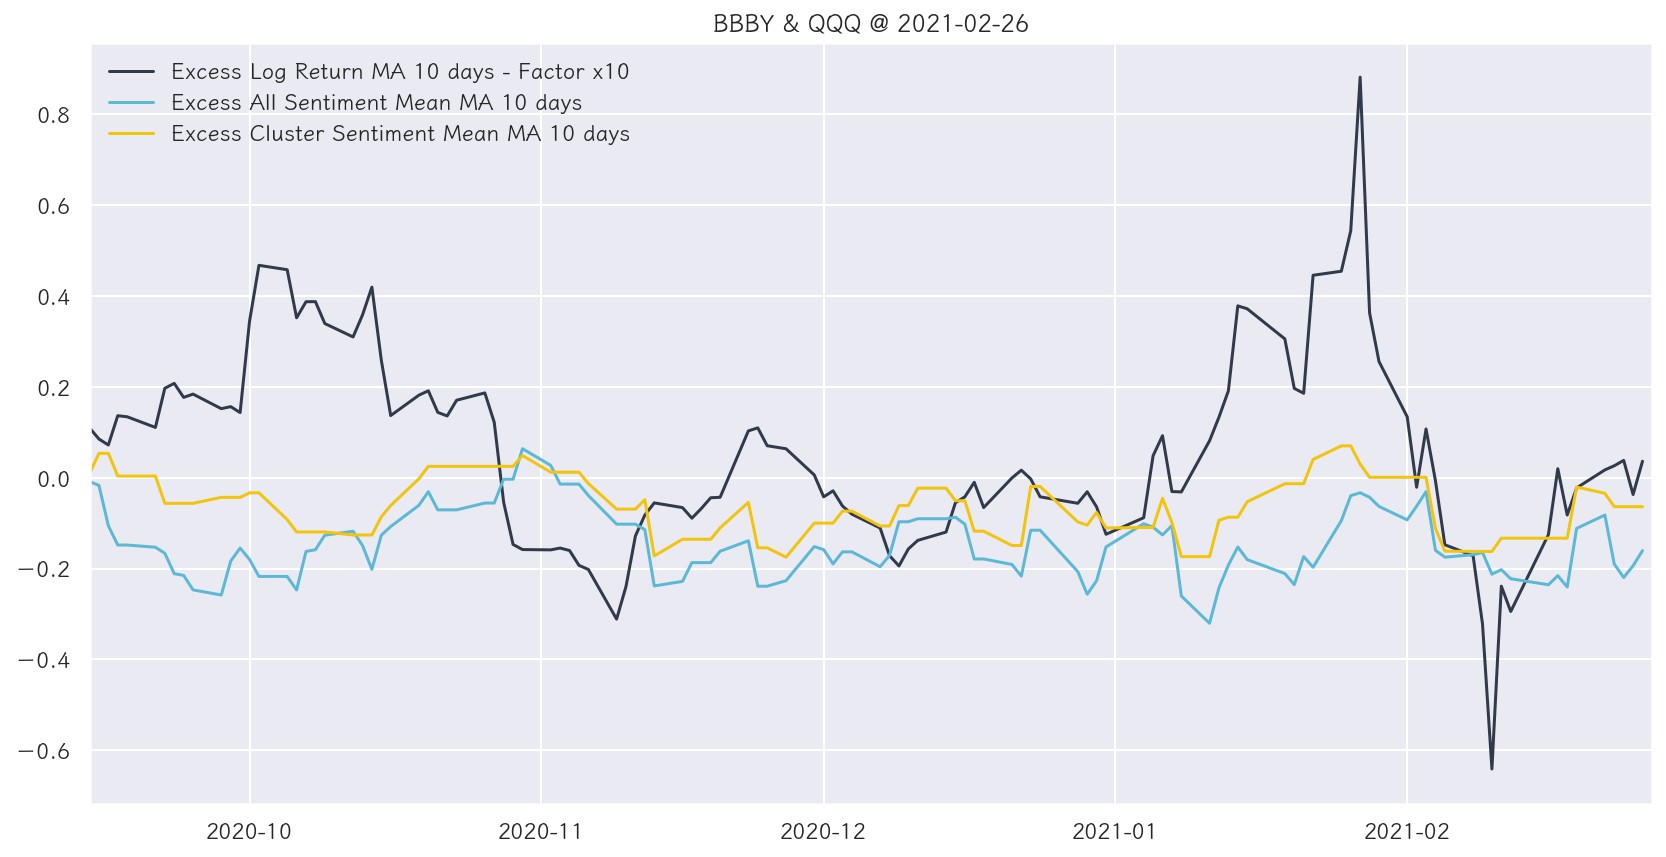 BBBY & QQQ @ 2021-02-26
Excess Log Return MA 10 days - Factor x10
Excess All Sentiment Mean MA 10 days
Excess Cluster Sentiment Mean MA 10 days
0.8
0.6
0.4
0.2
0.0
−0.2
−0.4
−0.6
2020-10 2020-11 2020-12 2021-01 2021-02